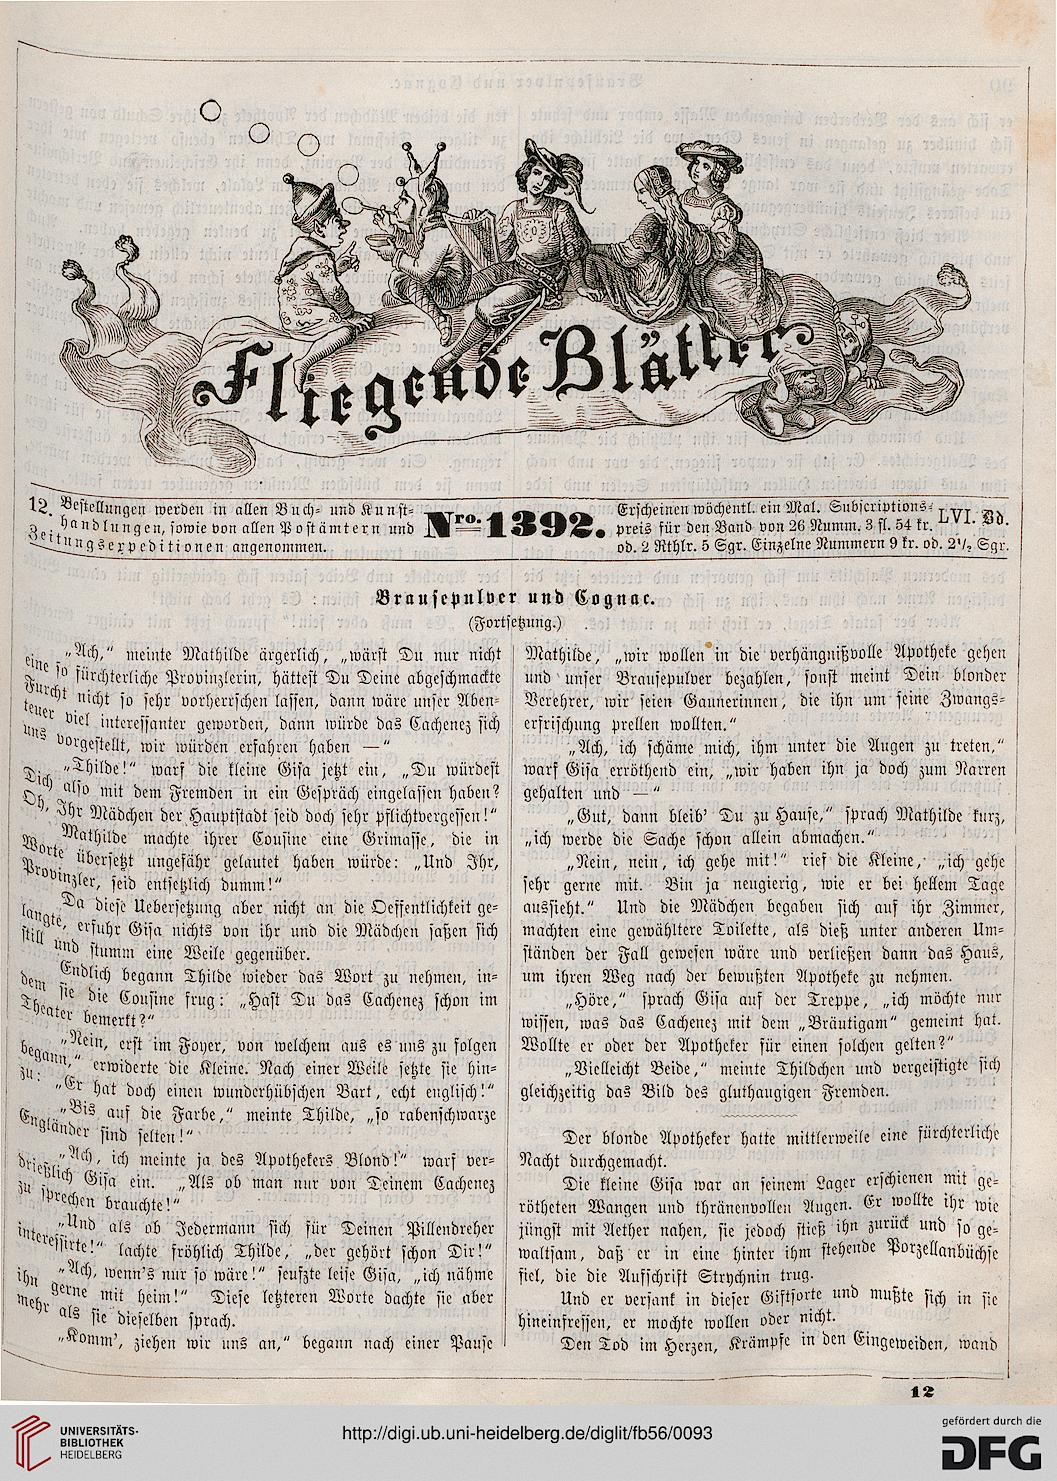 Fliegende Blätter
12.
Bestellungen werden in allen Buch- und Kunst-
handlungen, sowie von allen Postämtern und
Zeitungsexpeditionen angenommen.
Nro. 1392.
Erscheinen wöchentl. ein Mal. Subscriptions-
preis für den Band von 26 Numm. 3 fl. 54 kr.
od. 2 Rthlr. 5 Sgr. Einzelne Nummern 9 kr. od. 2½ Sgr.
LVI. Bd.
Brausepulver und Cognac.
(Fortsetzung.)
„Ach,“ meinte Mathilde ärgerlich, „wärst Du nur nicht
eine so fürchterliche Provinzlerin, hättest Du Deine abgeschmackte
Furcht nicht so sehr vorherrschen lassen, dann wäre unser Aben-
teuer viel interessanter geworden, dann würde das Cachenez sich
uns vorgestellt, wir würden erfahren haben —“
„Thilde!“ warf die kleine Gisa jetzt ein, „Du würdest
Dich also mit dem Fremden in ein Gespräch eingelassen haben?
Oh, Ihr Mädchen der Hauptstadt seid doch sehr pflichtvergessen!“
Mathilde machte ihrer Cousine eine Grimasse, die in
Worte übersetzt ungefähr gelautet haben würde: „Und Ihr,
Provinzler, seid entsetzlich dumm!“
Da diese Uebersetzung aber nicht an die Oeffentlichkeit ge-
langte, erfuhr Gisa nichts von ihr und die Mädchen saßen sich
still und stumm eine Weile gegenüber.
Endlich begann Thilde wieder das Wort zu nehmen, in-
dem sie die Cousine frug: „Hast Du das Cachenez schon im
Theater bemerkt?“
„Nein, erst im Foyer, von welchem aus es uns zu folgen
begann,“ erwiderte die Kleine. Nach einer Weile setzte sie hin-
zu: „Er hat doch einen wunderhübschen Bart, echt englisch!“
„Bis auf die Farbe,“ meinte Thilde, „so rabenschwarze
Engländer sind selten!“
„Ach, ich meinte ja des Apothekers Blond!“ warf ver-
drießlich Gisa ein. „Als ob man nur von Deinem Cachenez
zu sprechen brauchte!“
„Und als ob Jedermann sich für Deinen Pillendreher
interessirte!“ lachte fröhlich Thilde, „der gehört schon Dir!“
„Ach, wenn's nur so wäre!“ seufzte leise Gisa, „ich nähme
ihn gerne mit heim!“ Diese letzteren Worte dachte sie aber
mehr als sie dieselben sprach.
„Komm', ziehen wir uns an,“ begann nach einer Pause
Mathilde, „wir wollen in die verhängnißvolle Apotheke gehen
und unser Brausepulver bezahlen, sonst meint Dein blonder
Verehrer, wir seien Gaunerinnen, die ihn um seine Zwangs-
erfrischung prellen wollten.“
„Ach, ich schäme mich, ihm unter die Augen zu treten,“
warf Gisa erröthend ein, „wir haben ihn ja doch zum Narren
gehalten und —“
„Gut, dann bleib' Du zu Hause,“ sprach Mathilde kurz,
„ich werde die Sache schon allein abmachen.“
„Nein, nein, ich gehe mit!“ rief die Kleine, „ich gehe
sehr gerne mit. Bin ja neugierig, wie er bei hellem Tage
aussieht.“ Und die Mädchen begaben sich auf ihr Zimmer,
machten eine gewähltere Toilette, als dieß unter anderen Um-
ständen der Fall gewesen wäre und verließen dann das Haus,
um ihren Weg nach der bewußten Apotheke zu nehmen.
„Höre,“ sprach Gisa auf der Treppe, „ich möchte nur
wissen, was das Cachenez mit dem „Bräutigam“ gemeint hat.
Wollte er oder der Apotheker für einen solchen gelten?“
„Vielleicht Beide,“ meinte Thildchen und vergeistigte sich
gleichzeitig das Bild des gluthaugigen Fremden.
Der blonde Apotheker hatte mittlerweile eine fürchterliche
Nacht durchgemacht.
Die kleine Gisa war an seinem Lager erschienen mit ge-
rötheten Wangen und thränenvollen Augen. Er wollte ihr wie
jüngst mit Aether nahen, sie jedoch stieß ihn zurück und so ge-
waltsam, daß er in eine hinter ihm stehende Porzellanbüchse
fiel, die die Aufschrift Strychnin trug.
Und er versank in dieser Giftsorte und mußte sich in sie
hineinfressen, er mochte wollen oder nicht.
Den Tod im Herzen, Krämpfe in den Eingeweiden, wand
12
UNIVERSITÄTS-
BIBLIOTHEK
HEIDELBERG
http://digi.ub.uni-heidelberg.de/diglit/fb56/0093
gefördert durch die
DFG